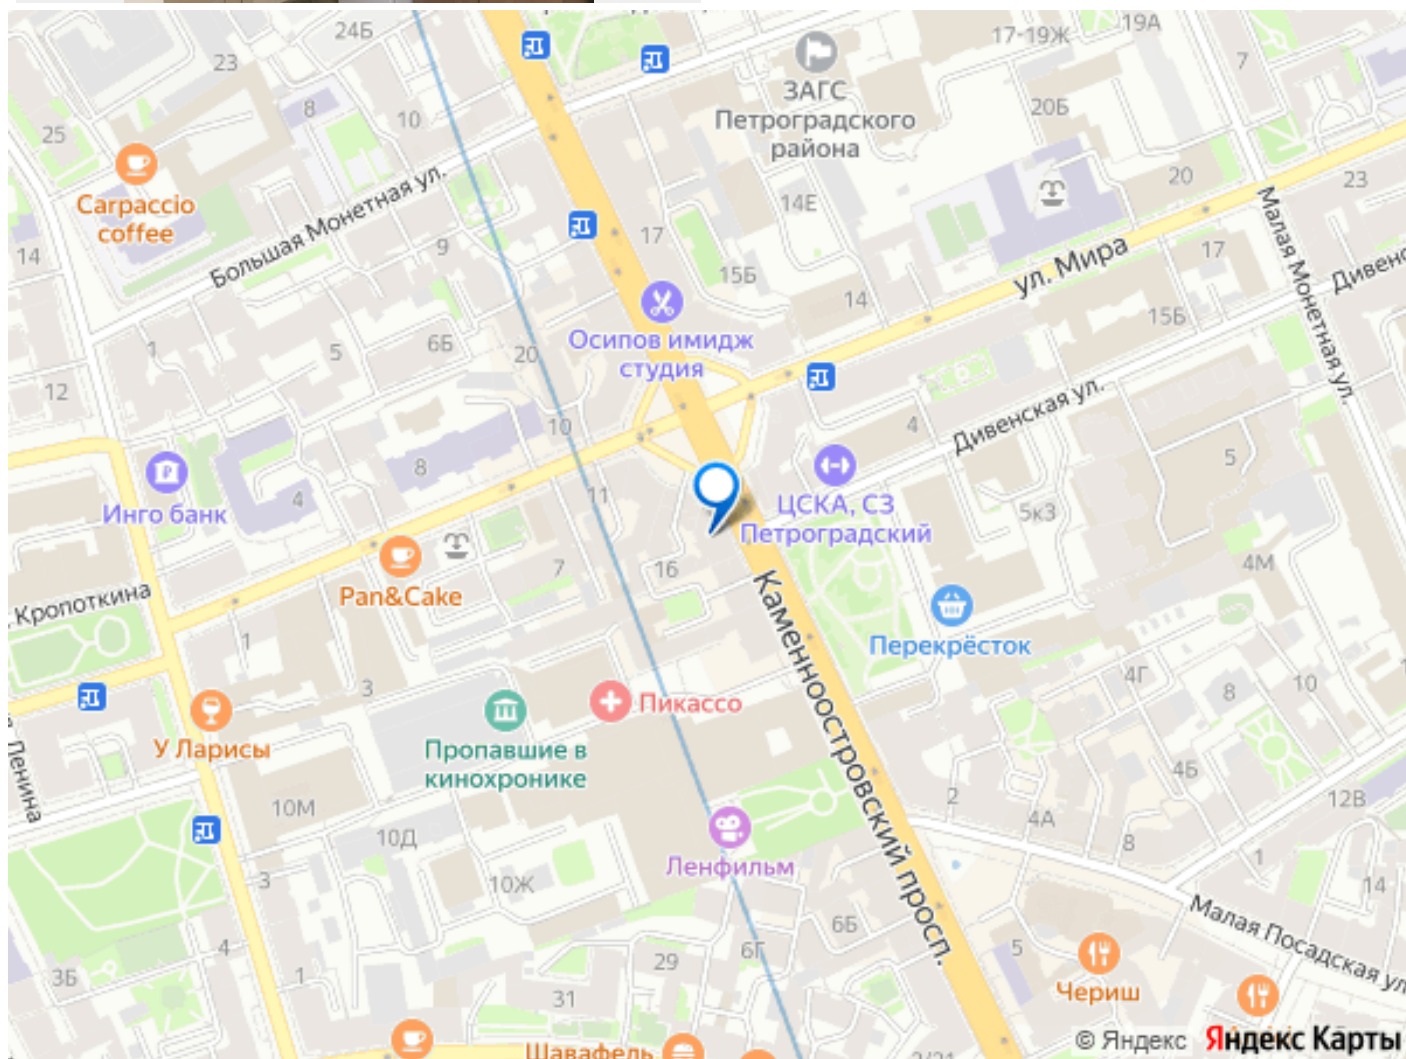 24Б
19А
17-19Ж
23
7
ЗАГС
Петроградского
района
8
10
20Б
25
Carpaccio
coffee
Большая Монетная ул.
20
23
14Е
Малая Монетная ул.
14
9
17
15Б
ул. Мира
17
Дивенс
14
15Б
1
5
6Б
20
Осипов имидж
студия
12
Дивенская ул.
10
4
8
5
Инго банк
4
11
ЦСКА, СЗ
Петроградский
5к3
Кропоткина
Pan&Cake
7
16
4М
Каменноостровский просп.
Перекрёсток
1
3
4Г
8
10
У Ларисы
Пропавшие в
кинохронике
Пикассо
Ленина
4Б
10М
2
12В
10Д
4А
8
Ленфильм
1
3
10Ж
14
6Б
Малая Посадская ул
4
6Г
5
3Б
1
29
31
Чериш
Шавафель
© Яндекс Яндекс Карты